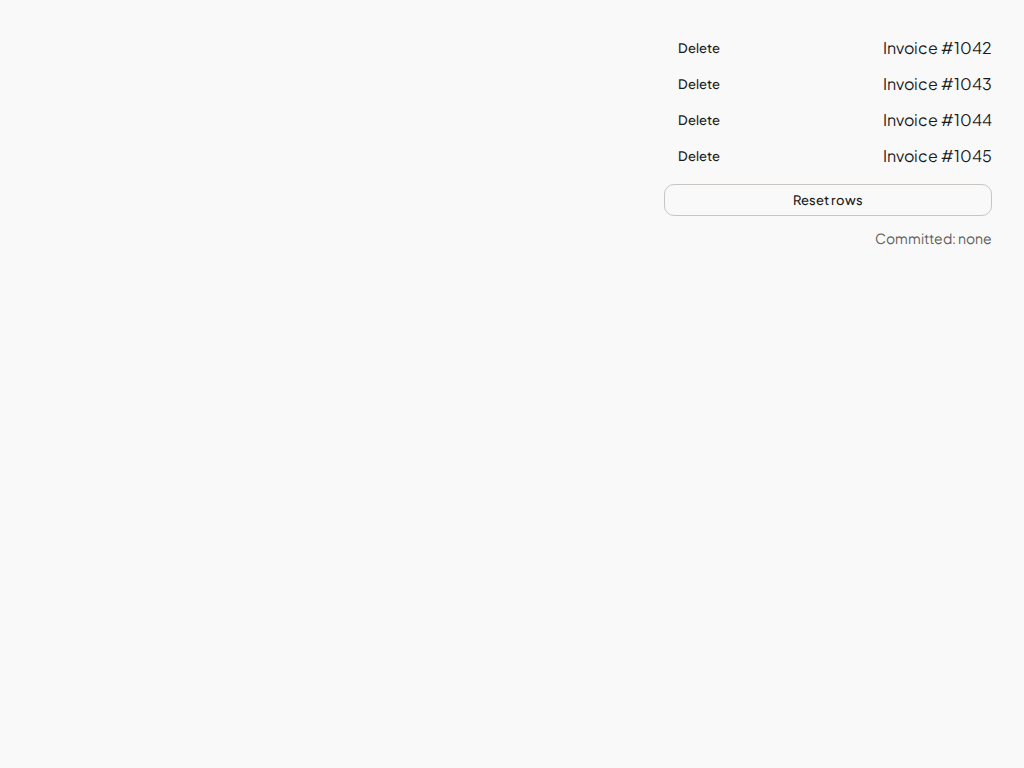 Delete Invoice #1042
Delete Invoice #1043
Delete Invoice #1044
Delete Invoice #1045
Reset rows
Committed: none